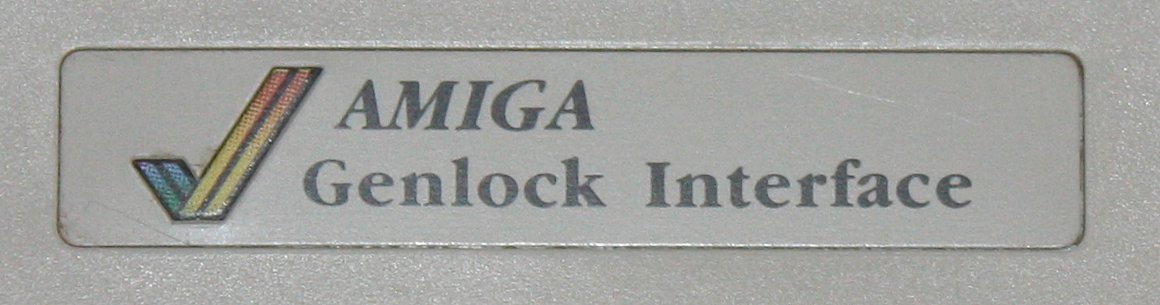 AMIGA
Genlock Interface